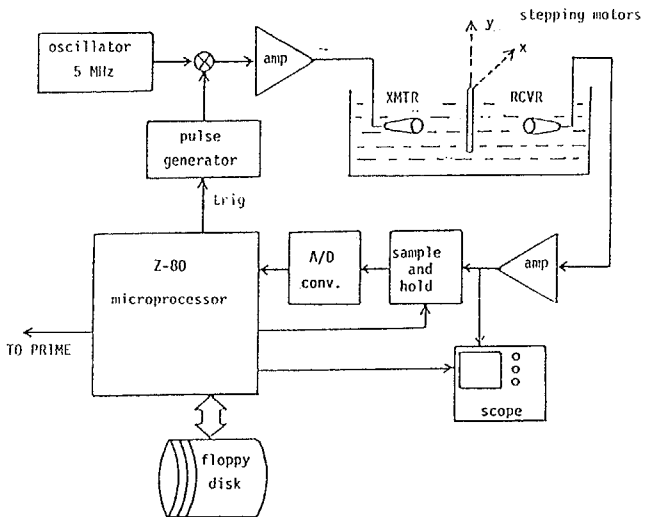 stepping motors
oscillator
5 MHz
amp
y
x
XMTR
RCVR
pulse
generator
trig
Z-80
microprocessor
A/D
conv.
sample
and
hold
amp
TO PRIME
scope
floppy
disk